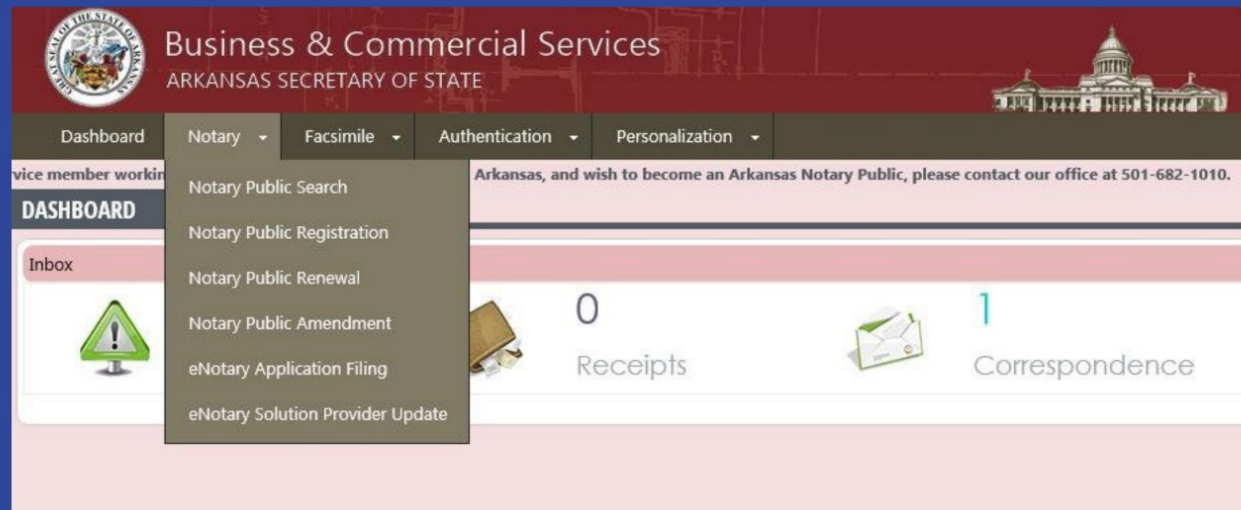 Business & Commercial Services
ARKANSAS SECRETARY OF STATE
Dashboard Notary Facsimile Authentication Personalization
vice member workin Arkansas, and wish to become an Arkansas Notary Public, please contact our office at 501-682-1010.
DASHBOARD
Inbox
Notary Public Search
Notary Public Registration
Notary Public Renewal
Notary Public Amendment
eNotary Application Filing
eNotary Solution Provider Update
0
Receipts
1
Correspondence